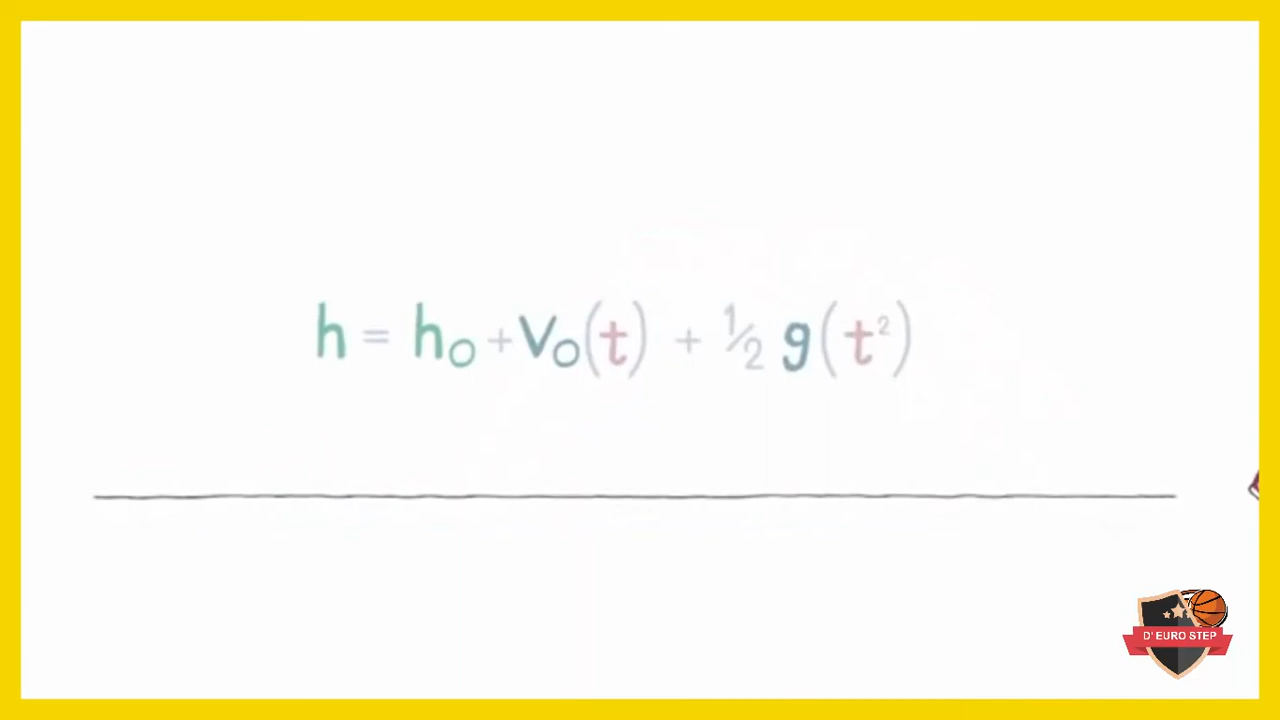 h = h₀ + v₀(t) + ½ g(t²)
D' EURO STEP